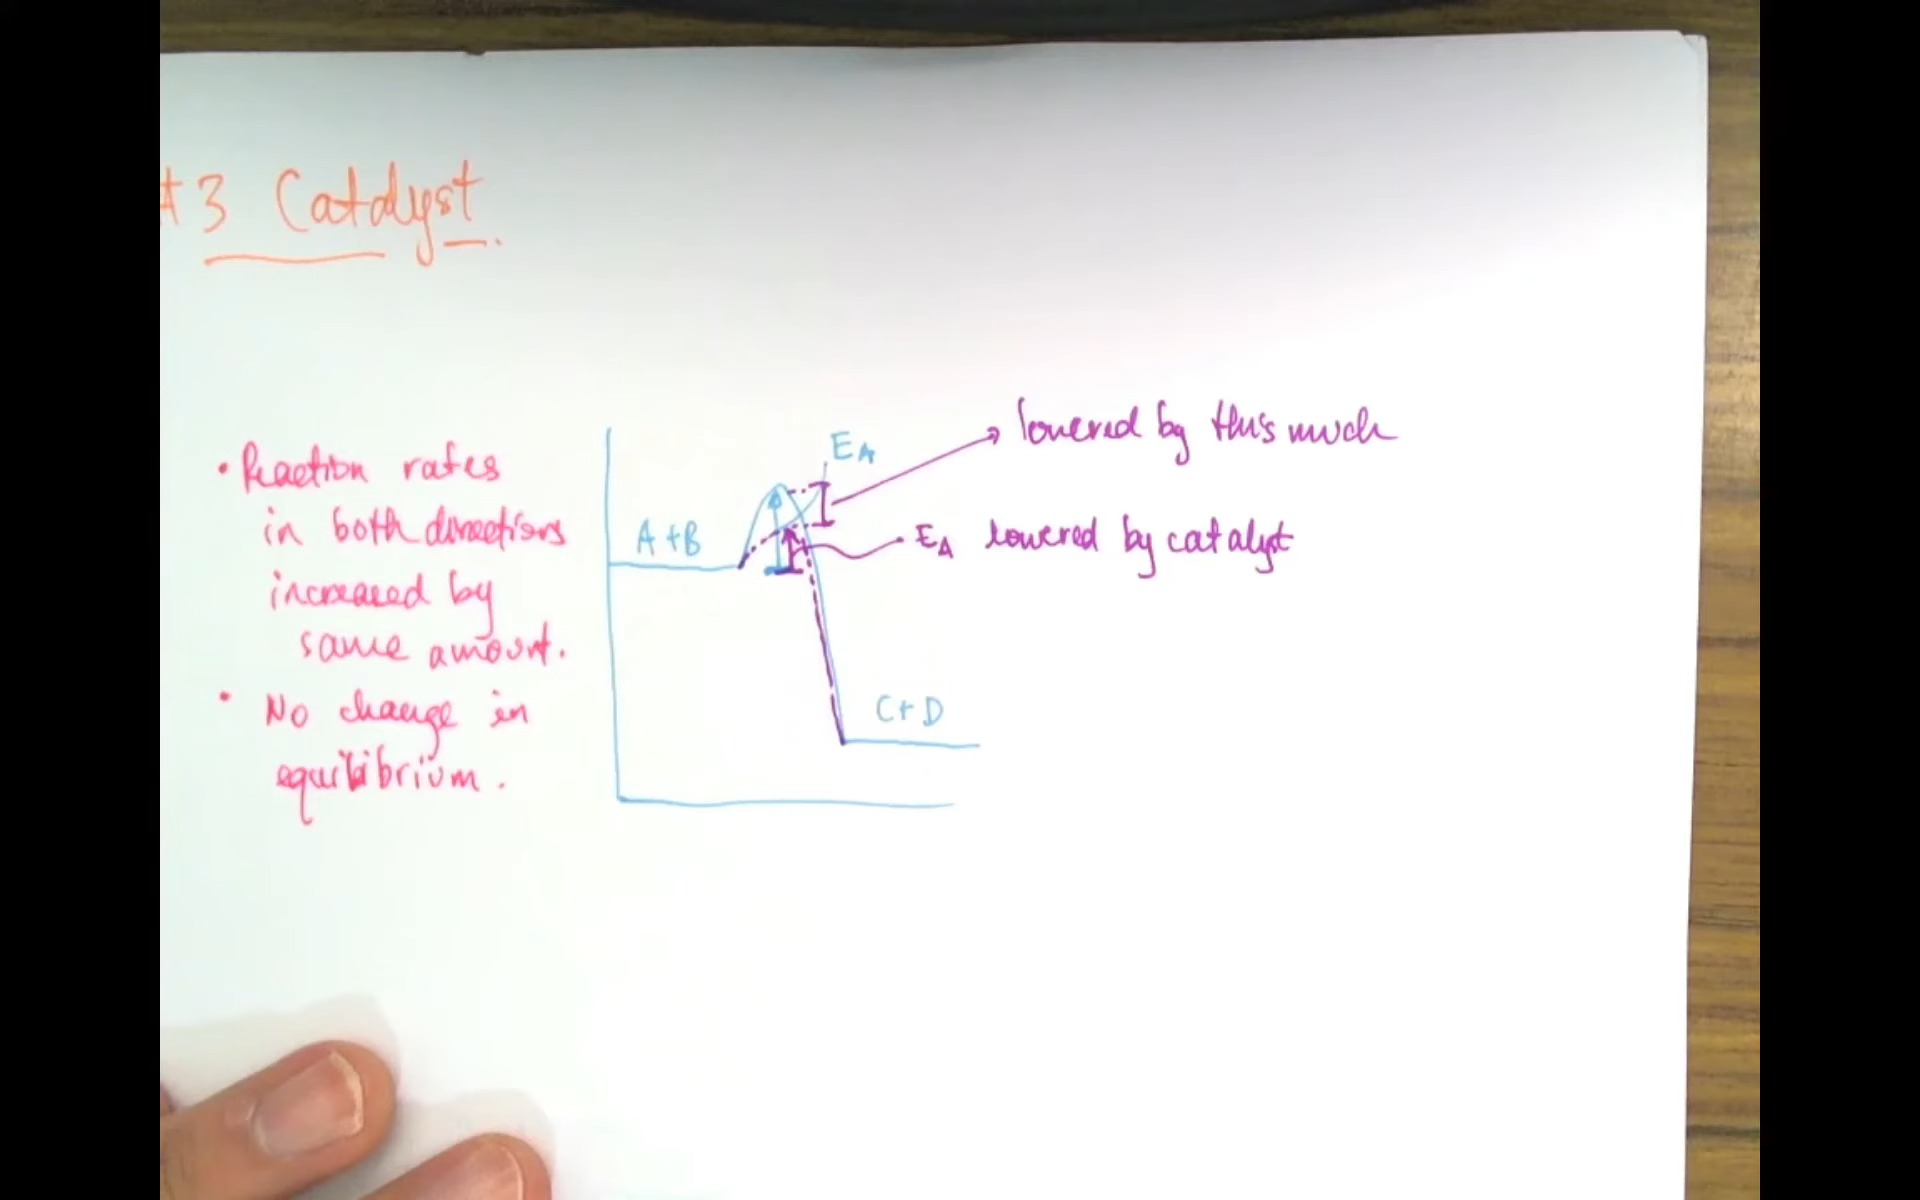 3 Catalyst
• Reaction rates
in both directions
increased by
same amount.
• No change in
equilibrium.
EA
A+B
C+D
lowered by this much
EA lowered by catalyst